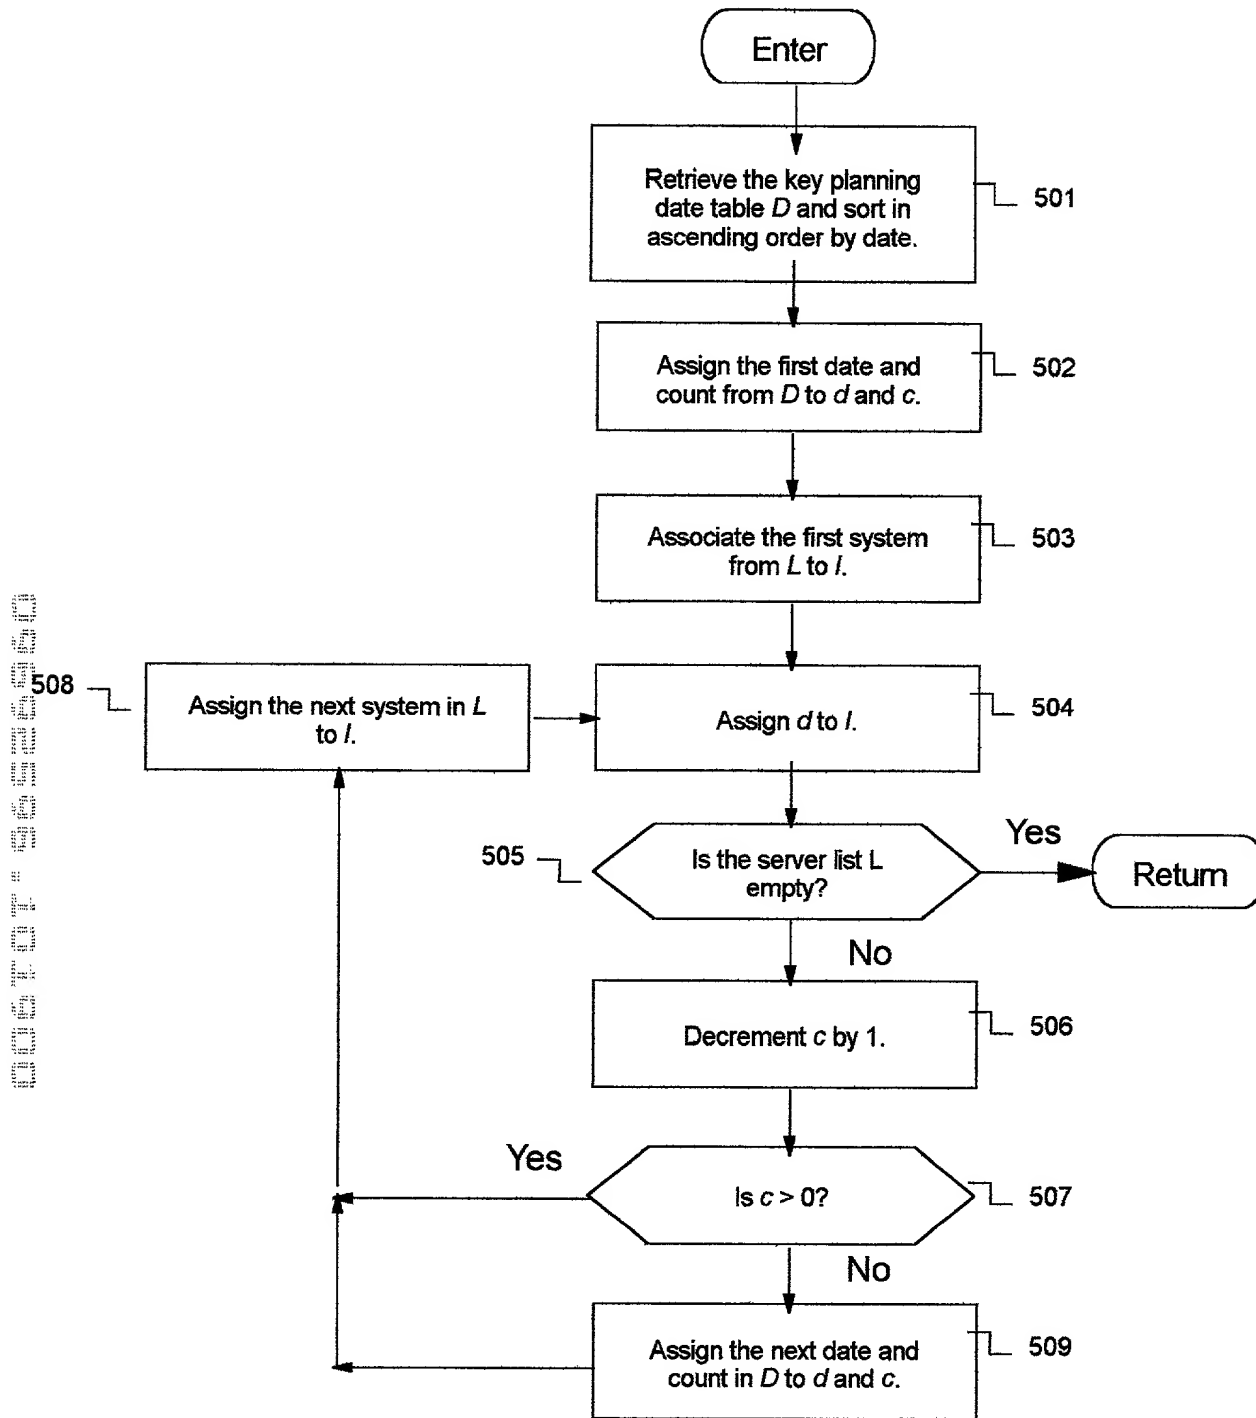 Enter
Retrieve the key planning
date table D and sort in
ascending order by date.
501
Assign the first date and
count from D to d and c.
502
Associate the first system
from L to l.
503
508
Assign the next system in L
to l.
Assign d to l.
504
505
Is the server list L
empty?
Yes
Return
No
Decrement c by 1.
506
Yes
Is c > 0?
507
No
Assign the next date and
count in D to d and c.
509